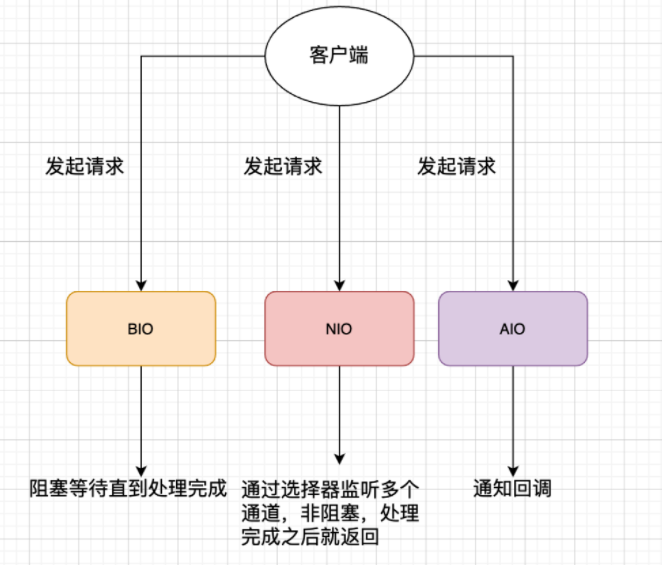 客户端
发起请求
发起请求
发起请求
BIO
NIO
AIO
阻塞等待直到处理完成
通过选择器监听多个
通道，非阻塞，处理
完成之后就返回
通知回调